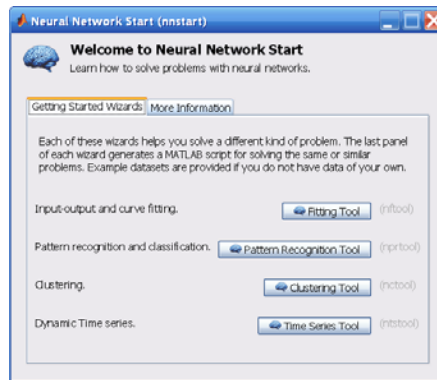 Neural Network Start (nnstart)
Welcome to Neural Network Start
Learn how to solve problems with neural networks.
Getting Started Wizards More Information
Each of these wizards helps you solve a different kind of problem. The last panel
of each wizard generates a MATLAB script for solving the same or similar
problems. Example datasets are provided if you do not have data of your own.
Input-output and curve fitting. Fitting Tool (nftool)
Pattern recognition and classification. Pattern Recognition Tool (nprtool)
Clustering. Clustering Tool (nctool)
Dynamic Time series. Time Series Tool (ntstool)